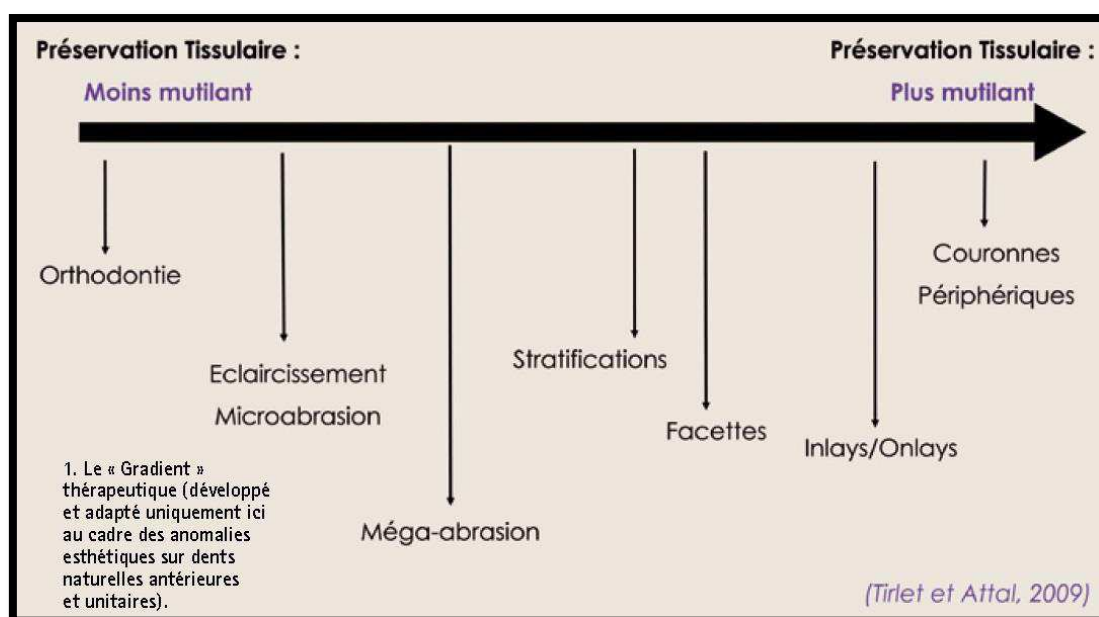 Préservation Tissulaire :
Moins mutilant
Préservation Tissulaire :
Plus mutilant
Orthodontie
Eclaircissement
Microabrasion
Méga-abrasion
Stratifications
Facettes
Inlays/Onlays
Couronnes
Périphériques
1. Le « Gradient »
thérapeutique (développé
et adapté uniquement ici
au cadre des anomalies
esthétiques sur dents
naturelles antérieures
et unitaires).
(Tirlet et Attal, 2009)